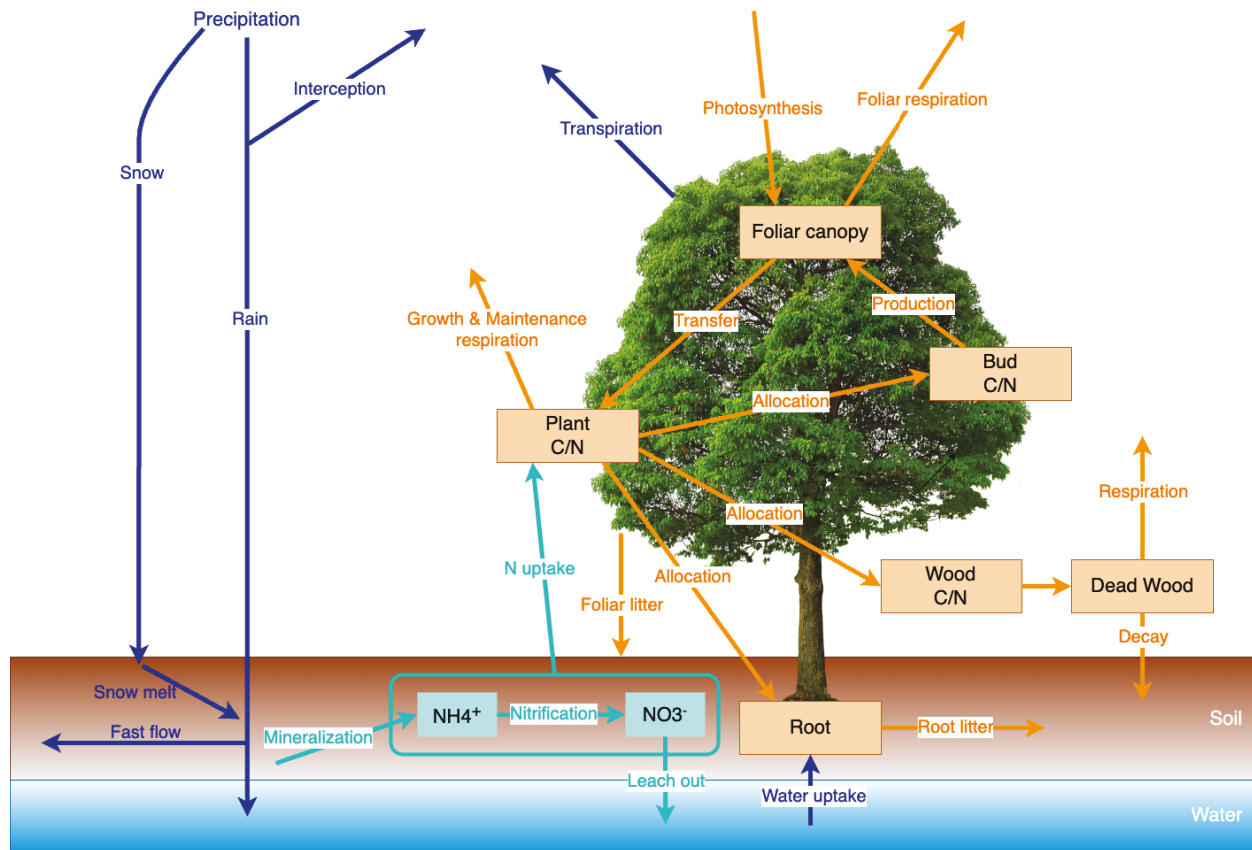 Precipitation
Interception
Snow
Rain
Transpiration
Photosynthesis
Foliar respiration
Foliar canopy
Growth & Maintenance
respiration
Transfer
Production
Bud
C/N
Allocation
Plant
C/N
Allocation
Respiration
N uptake
Allocation
Foliar litter
Wood
C/N
Dead Wood
Decay
Snow melt
Fast flow
Mineralization
NH4+
Nitrification
NO3-
Root
Root litter
Soil
Leach out
Water uptake
Water